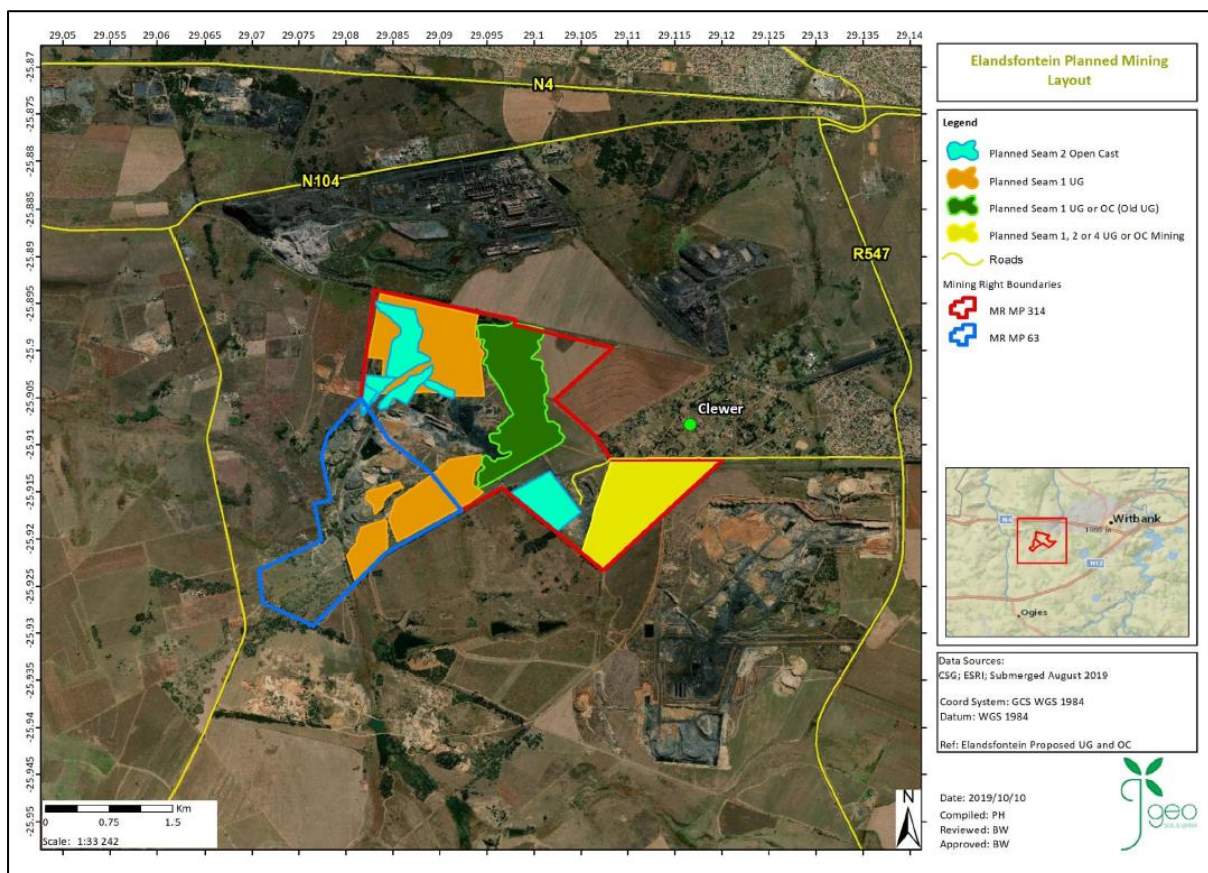 29.05 29.06 29.065 29.07 29.075 29.08 29.085 29.09 29.095 29.1 29.105 29.11 29.115 29.12 29.125 29.13 29.135 29.14
-25.87
-25.875
-25.88
-25.885
-25.89
-25.895
-25.9
-25.905
-25.91
-25.915
-25.92
-25.925
-25.93
-25.935
-25.94
-25.945
-25.95
N4
N104
R547
Clewer
0 0.75 1.5 Km
Scale: 1:33 242
N
Elandsfontein Planned Mining
Layout
Legend
Planned Seam 2 Open Cast
Planned Seam 1 UG
Planned Seam 1 UG or OC (Old UG)
Planned Seam 1, 2 or 4 UG or OC Mining
Roads
Mining Right Boundaries
MR MP 314
MR MP 63
Witbank
N12
Ogies
Data Sources:
CSG; ESRI; Submerged August 2019
Coord System: GCS WGS 1984
Datum: WGS 1984
Ref: Elandsfontein Proposed UG and OC
Date: 2019/10/10
Compiled: PH
Reviewed: BW
Approved: BW
geo